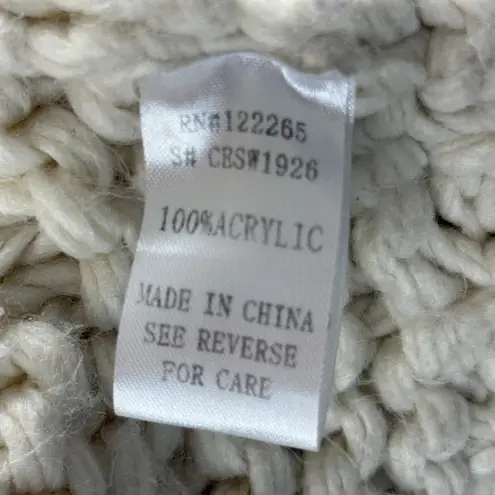 RN#122265
S# CBSW1926
100%ACRYLIC
MADE IN CHINA
SEE REVERSE
FOR CARE